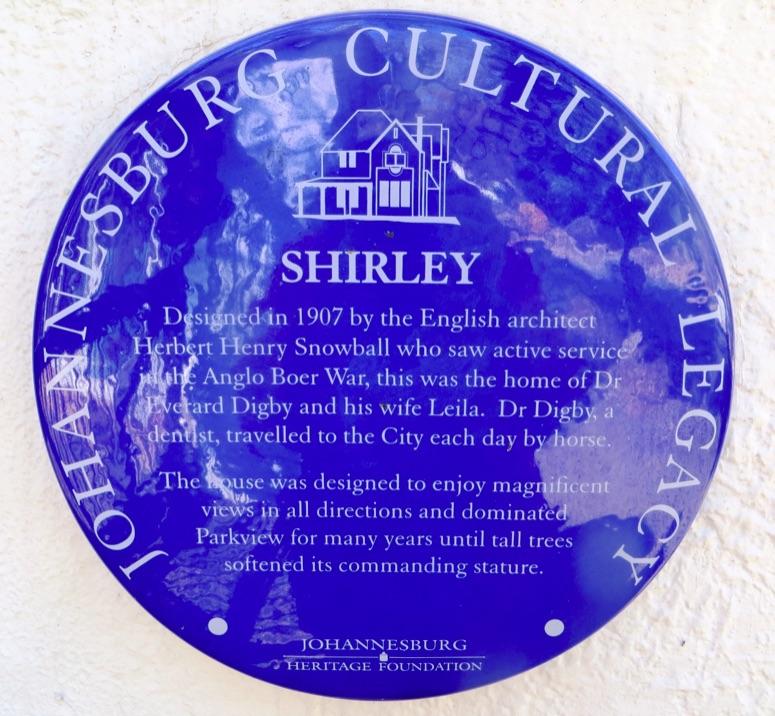 JOHANNESBURG CULTURAL LEGACY
SHIRLEY
Designed in 1907 by the English architect
Herbert Henry Snowball who saw active service
in the Anglo Boer War, this was the home of Dr
Everard Digby and his wife Leila. Dr Digby, a
dentist, travelled to the City each day by horse.
The house was designed to enjoy magnificent
views in all directions and dominated
Parkview for many years until tall trees
softened its commanding stature.
JOHANNESBURG
HERITAGE FOUNDATION